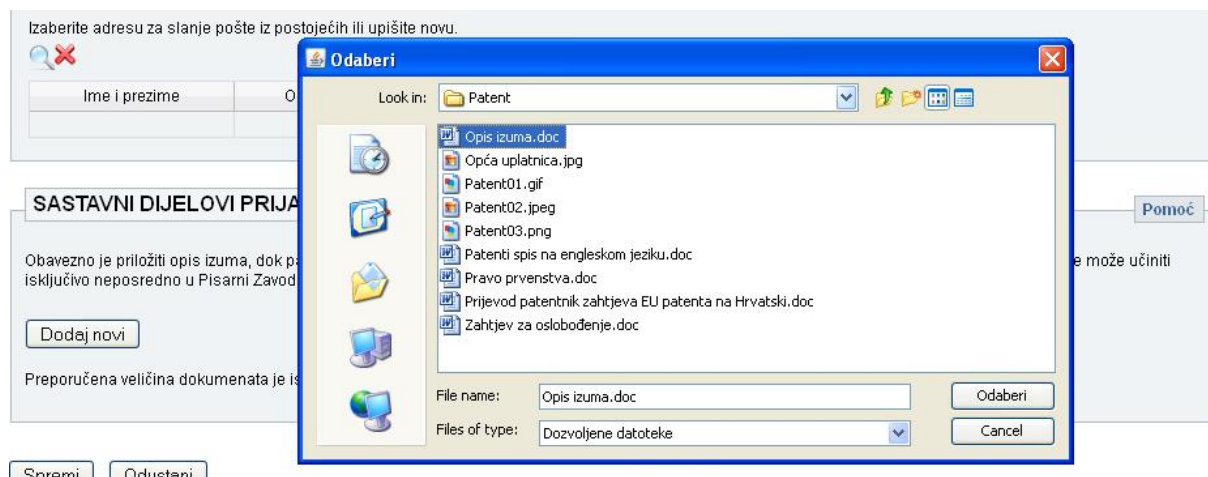 Izaberite adresu za slanje pošte iz postojećih ili upišite novu.
Ime i prezime
O
SASTAVNI DIJELOVI PRIJA
Pomoć
Obavezno je priložiti opis izuma, dok
e može učiniti
isključivo neposredno u Pisarni Zavod
Dodaj novi
Preporučena veličina dokumenata je
Spremi
Odustani
Odaberi
Look in:
Patent
Opis izuma.doc
Opća uplatnica.jpg
Patent01.gif
Patent02.jpeg
Patent03.png
Patenti spis na engleskom jeziku.doc
Pravo prvenstva.doc
Prijevod patentnik zahtjeva EU patenta na Hrvatski.doc
Zahtjev za oslobođenje.doc
File name:
Opis izuma.doc
Odaberi
Files of type:
Dozvoljene datoteke
Cancel